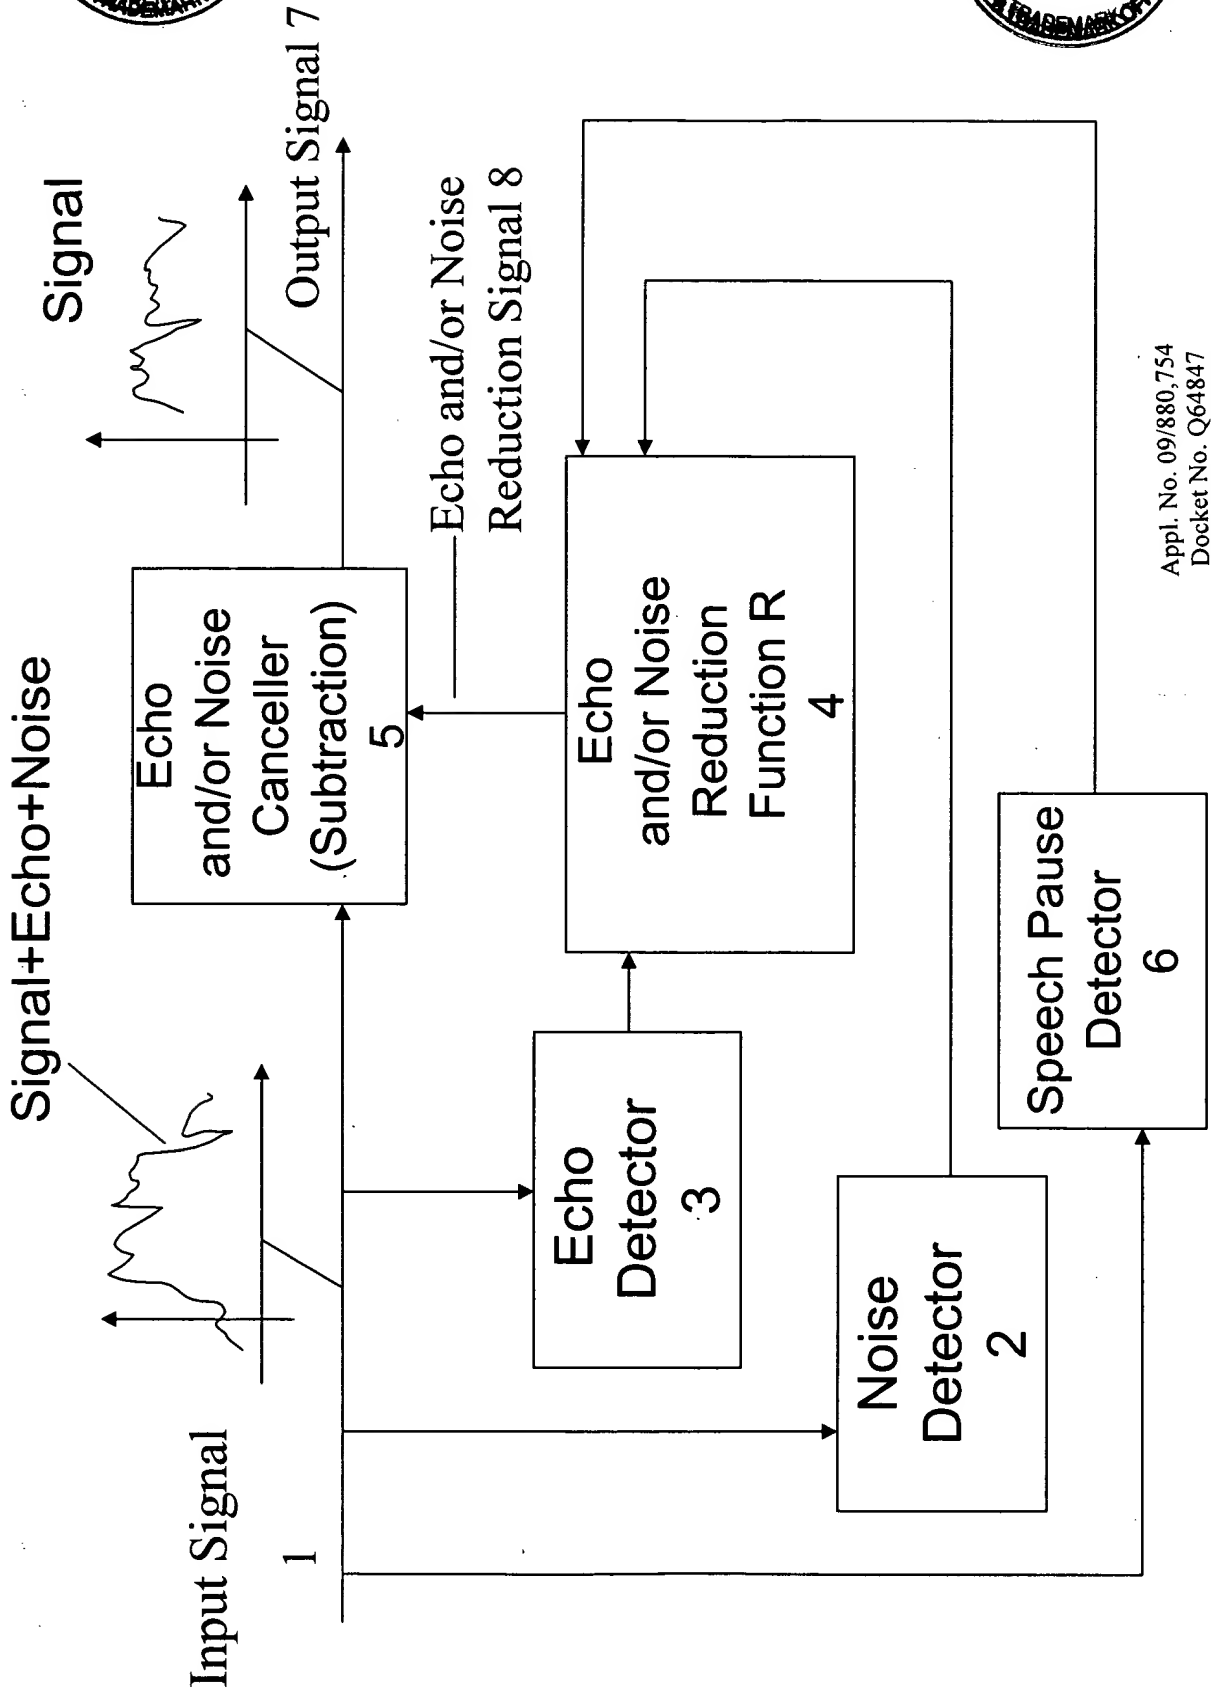 Signal+Echo+Noise
Signal
Input Signal
1
Output Signal 7
Echo
and/or Noise
Canceller
(Subtraction)
5
Echo and/or Noise
Reduction Signal 8
Echo
Detector
3
Echo
and/or Noise
Reduction
Function R
4
Noise
Detector
2
Speech Pause
Detector
6
Appl. No. 09/880,754
Docket No. Q64847